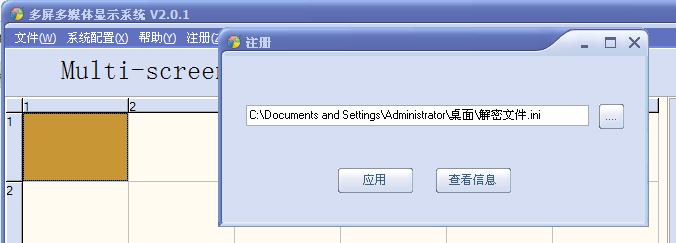 多屏多媒体显示系统 V2.0.1
文件(W) 系统配置(X) 帮助(Y) 注册(Z)
注册
Multi-screen
C:\Documents and Settings\Administrator\桌面\解密文件.ini
....
1 2
1
应用 查看信息
2